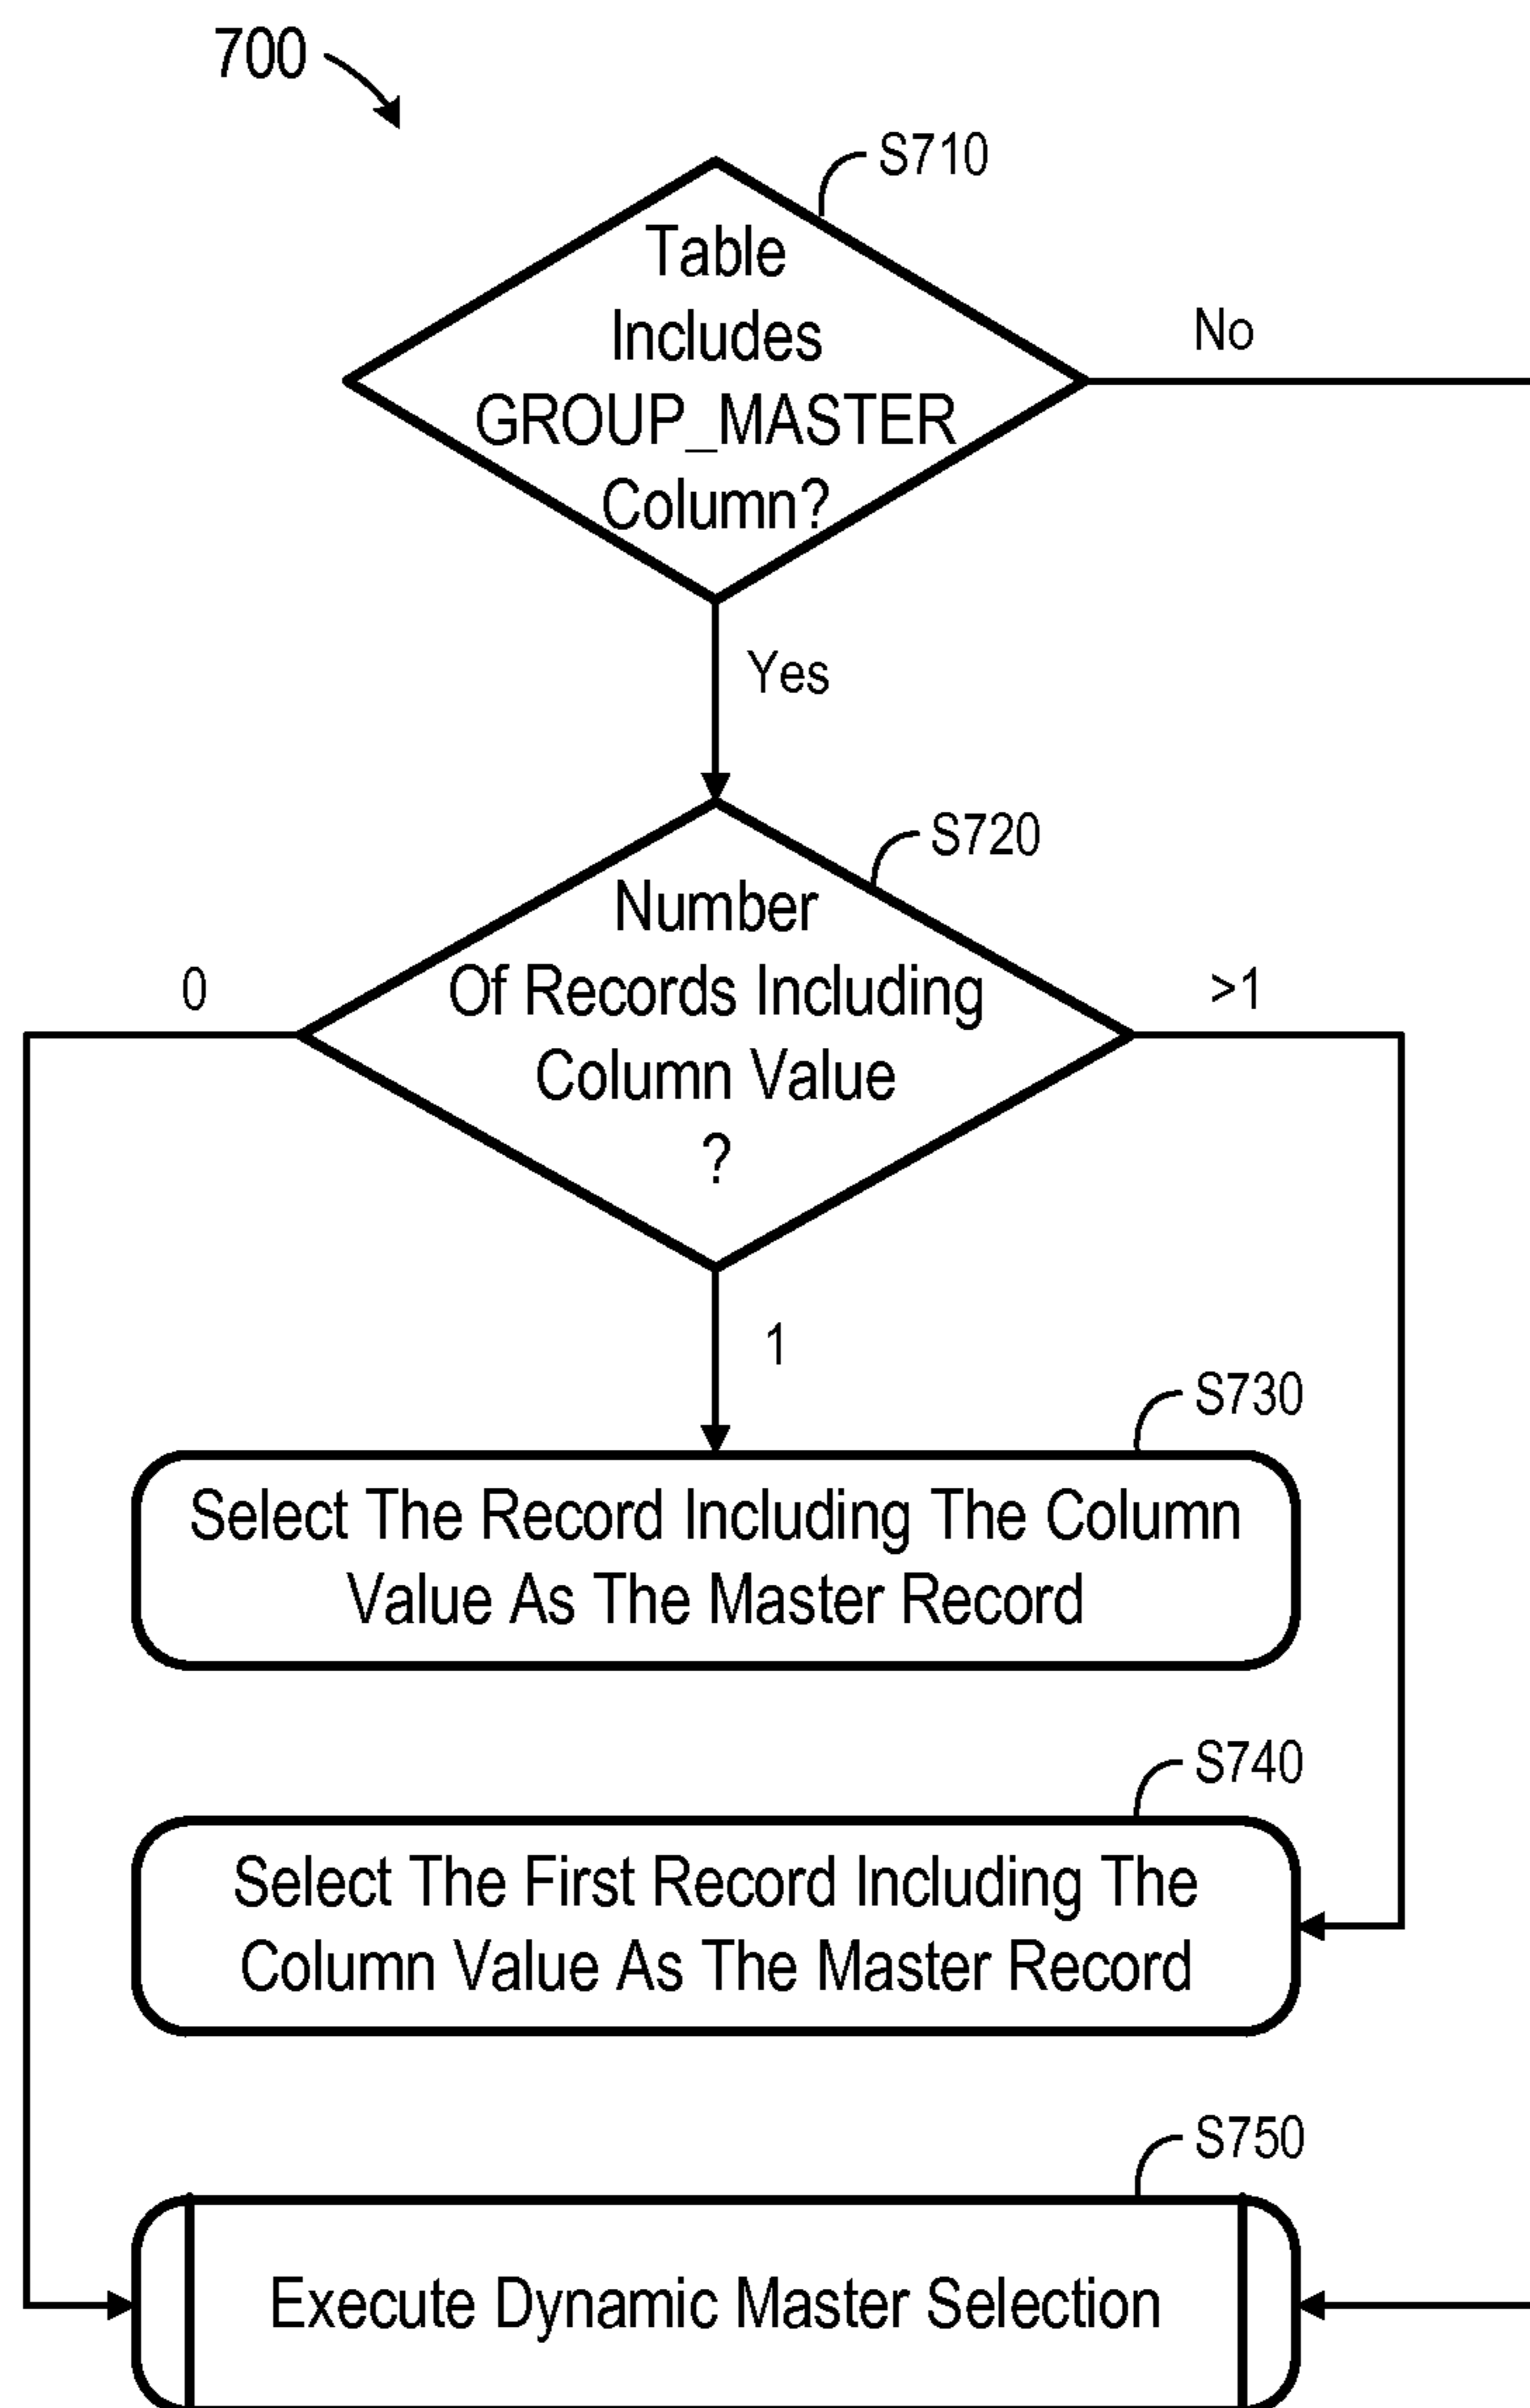 700
S710
Table
Includes
GROUP_MASTER
Column?
No
Yes
S720
Number
Of Records Including
Column Value
?
0
>1
1
S730
Select The Record Including The Column
Value As The Master Record
S740
Select The First Record Including The
Column Value As The Master Record
S750
Execute Dynamic Master Selection